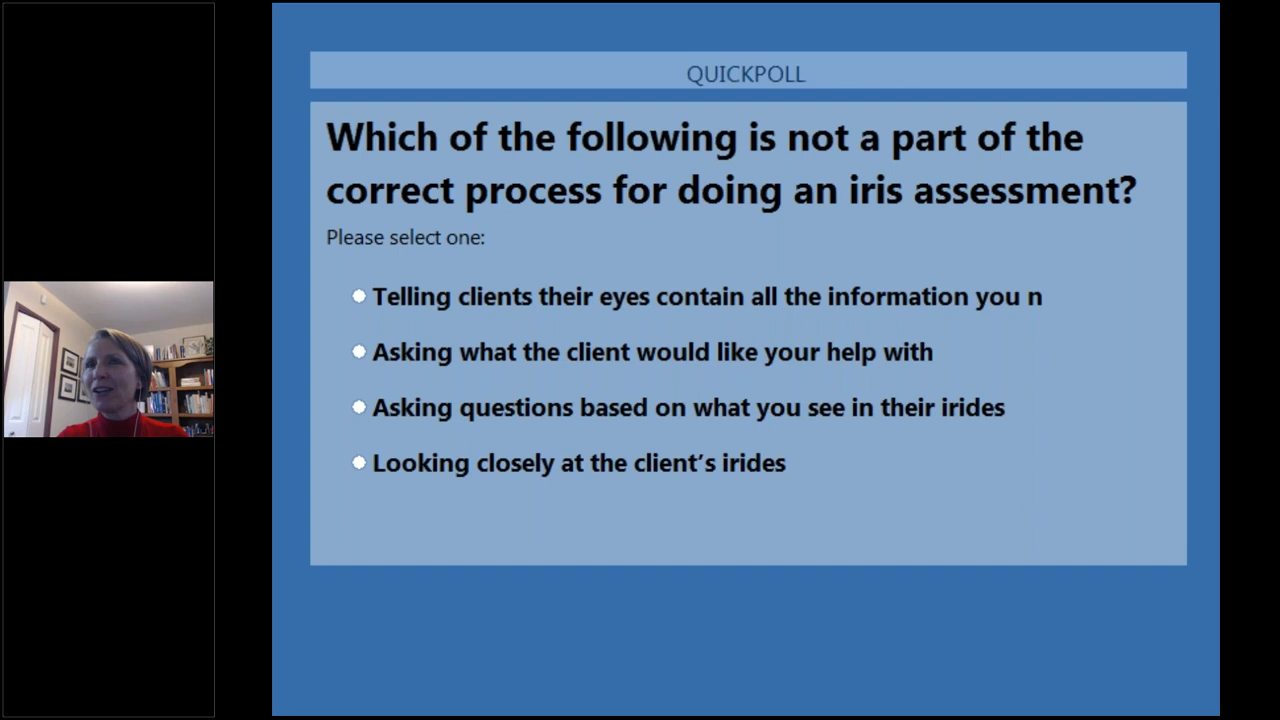 QUICKPOLL
Which of the following is not a part of the
correct process for doing an iris assessment?
Please select one:
Telling clients their eyes contain all the information you n
Asking what the client would like your help with
Asking questions based on what you see in their irides
Looking closely at the client’s irides